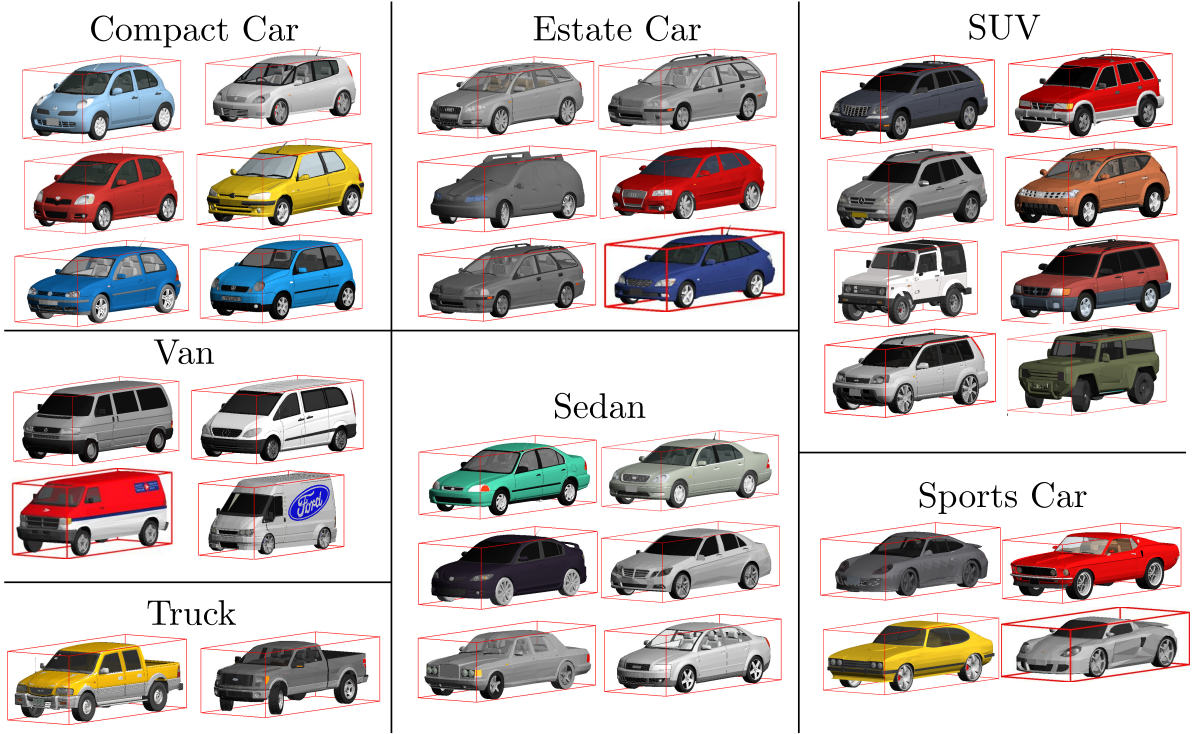 Compact Car
Estate Car
SUV
Van
Ford
Sedan
Truck
Sports Car